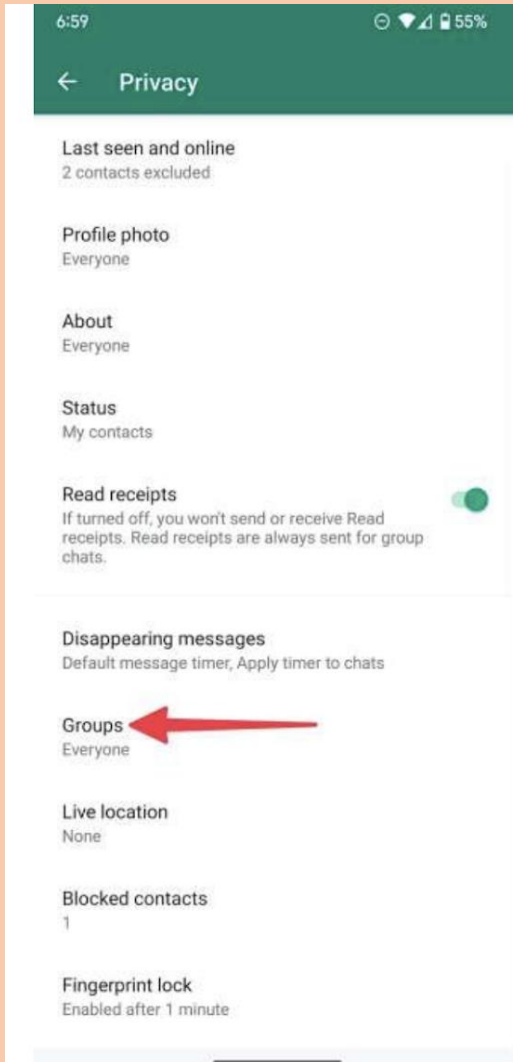 6:59
55%
Privacy
Last seen and online
2 contacts excluded
Profile photo
Everyone
About
Everyone
Status
My contacts
Read receipts
If turned off, you won't send or receive Read
receipts. Read receipts are always sent for group
chats.
Disappearing messages
Default message timer, Apply timer to chats
Groups
Everyone
Live location
None
Blocked contacts
1
Fingerprint lock
Enabled after 1 minute